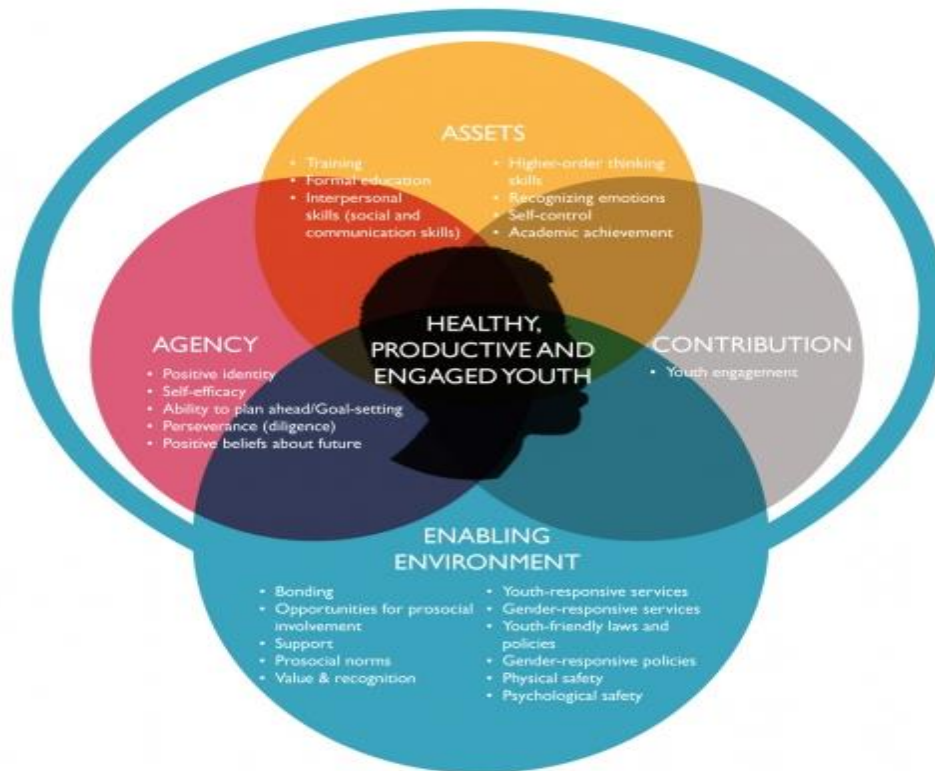 ASSETS
• Training
• Formal education
• Interpersonal
skills (social and
communication skills)
• Higher-order thinking
skills
• Recognizing emotions
• Self-control
• Academic achievement
AGENCY
• Positive identity
• Self-efficacy
• Ability to plan ahead/Goal-setting
• Perseverance (diligence)
• Positive beliefs about future
HEALTHY,
PRODUCTIVE AND
ENGAGED YOUTH
CONTRIBUTION
• Youth engagement
ENABLING
ENVIRONMENT
• Bonding
• Opportunities for prosocial
involvement
• Support
• Prosocial norms
• Value & recognition
• Youth-responsive services
• Gender-responsive services
• Youth-friendly laws and
policies
• Gender-responsive policies
• Physical safety
• Psychological safety